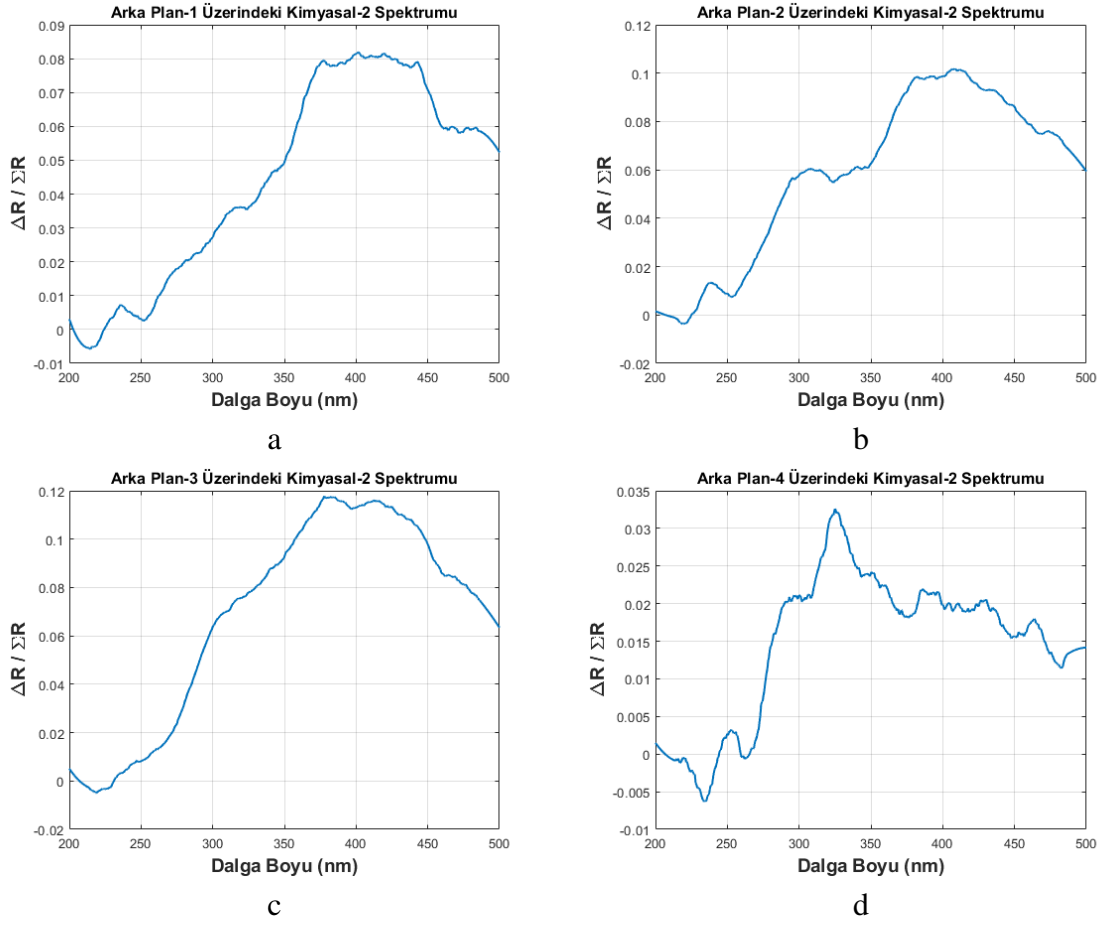 Arka Plan-1 Üzerindeki Kimyasal-2 Spektrumu
0.09
0.08
0.07
0.06
0.05
0.04
0.03
0.02
0.01
0
-0.01
ΔR / ΣR
200 250 300 350 400 450 500
Dalga Boyu (nm)
a
Arka Plan-2 Üzerindeki Kimyasal-2 Spektrumu
0.12
0.1
0.08
0.06
0.04
0.02
0
-0.02
ΔR / ΣR
200 250 300 350 400 450 500
Dalga Boyu (nm)
b
Arka Plan-3 Üzerindeki Kimyasal-2 Spektrumu
0.12
0.1
0.08
0.06
0.04
0.02
0
-0.02
ΔR / ΣR
200 250 300 350 400 450 500
Dalga Boyu (nm)
c
Arka Plan-4 Üzerindeki Kimyasal-2 Spektrumu
0.035
0.03
0.025
0.02
0.015
0.01
0.005
0
-0.005
-0.01
ΔR / ΣR
200 250 300 350 400 450 500
Dalga Boyu (nm)
d